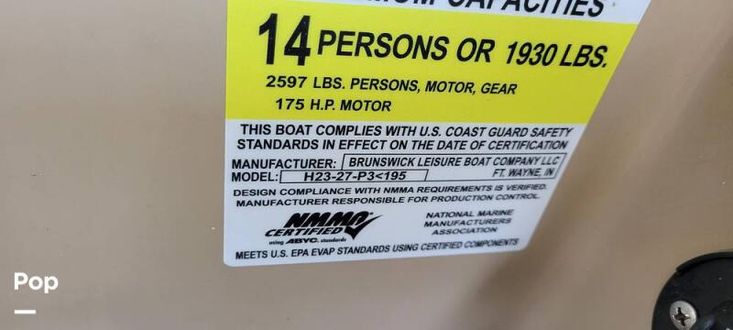 MAXIMUM CAPACITIES
14 PERSONS OR 1930 LBS.
2597 LBS. PERSONS, MOTOR, GEAR
175 H.P. MOTOR
THIS BOAT COMPLIES WITH U.S. COAST GUARD SAFETY
STANDARDS IN EFFECT ON THE DATE OF CERTIFICATION
MANUFACTURER: BRUNSWICK LEISURE BOAT COMPANY LLC
MODEL: H23-27-P3<195 FT. WAYNE, IN
DESIGN COMPLIANCE WITH NMMA REQUIREMENTS IS VERIFIED.
MANUFACTURER RESPONSIBLE FOR PRODUCTION CONTROL.
NMMA
CERTIFIED
using ABYC. standards
NATIONAL MARINE
MANUFACTURERS
ASSOCIATION
MEETS U.S. EPA EVAP STANDARDS USING CERTIFIED COMPONENTS
Pop